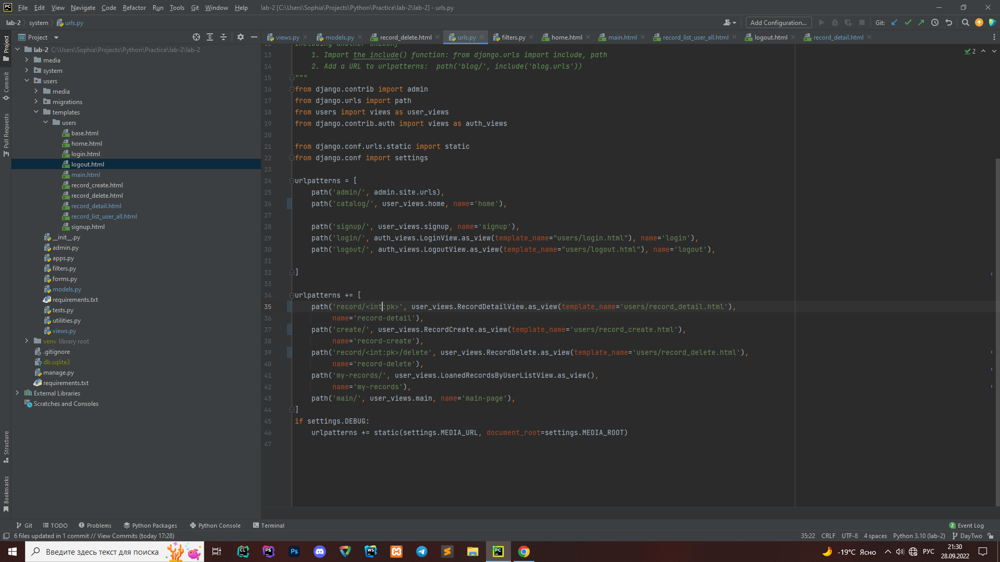 PC File Edit View Navigate Code Refactor Run Tools Git Window Help lab-2 [C:\Users\Sophia\Projects\Python\Practice\lab-2\lab-2] - urls.py
lab-2 system urls.py Add Configuration... Git:
Project
views.py models.py record_delete.html urls.py filters.py home.html main.html record_list_user_all.html logout.html record_detail.html
Project
Commit
Pull Requests
Structure
Bookmarks
lab-2 C:\Users\Sophia\Projects\Python\Practice\lab-2\lab-2
media
system
users
media
migrations
templates
users
base.html
home.html
login.html
logout.html
main.html
record_create.html
record_delete.html
record_detail.html
record_list_user_all.html
signup.html
__init__.py
admin.py
apps.py
filters.py
forms.py
models.py
requirements.txt
tests.py
utilities.py
views.py
venv library root
.gitignore
db.sqlite3
manage.py
requirements.txt
External Libraries
Scratches and Consoles
2
12 Including another URLconf
13 1. Import the include() function: from django.urls import include, path
14 2. Add a URL to urlpatterns:  path('blog/', include('blog.urls'))
15 """
16 from django.contrib import admin
17 from django.urls import path
18 from users import views as user_views
19 from django.contrib.auth import views as auth_views
20
21 from django.conf.urls.static import static
22 from django.conf import settings
23
24 urlpatterns = [
25 path('admin/', admin.site.urls),
26 path('catalog/', user_views.home, name='home'),
27
28 path('signup/', user_views.signup, name='signup'),
29 path('login/', auth_views.LoginView.as_view(template_name="users/login.html"), name='login'),
30 path('logout/', auth_views.LogoutView.as_view(template_name="users/logout.html"), name='logout'),
31
32 ]
33
34 urlpatterns += [
35 path('record/<int:pk>', user_views.RecordDetailView.as_view(template_name='users/record_detail.html'),
36 name='record-detail'),
37 path('create/', user_views.RecordCreate.as_view(template_name='users/record_create.html'),
38 name='record-create'),
39 path('record/<int:pk>/delete', user_views.RecordDelete.as_view(template_name='users/record_delete.html'),
40 name='record-delete'),
41 path('my-records/', user_views.LoanedRecordsByUserListView.as_view(),
42 name='my-records'),
43 path('main/', user_views.main, name='main-page'),
44 ]
45 if settings.DEBUG:
46 urlpatterns += static(settings.MEDIA_URL, document_root=settings.MEDIA_ROOT)
47
Git TODO Problems Python Packages Python Console Terminal 2 Event Log
6 files updated in 1 commit // View Commits (today 17:28) 35:22 CRLF UTF-8 4 spaces Python 3.10 (lab-2) DayTwo
Введите здесь текст для поиска CL PS Ps WS PC -19°C Ясно РУС 21:30
28.09.2022